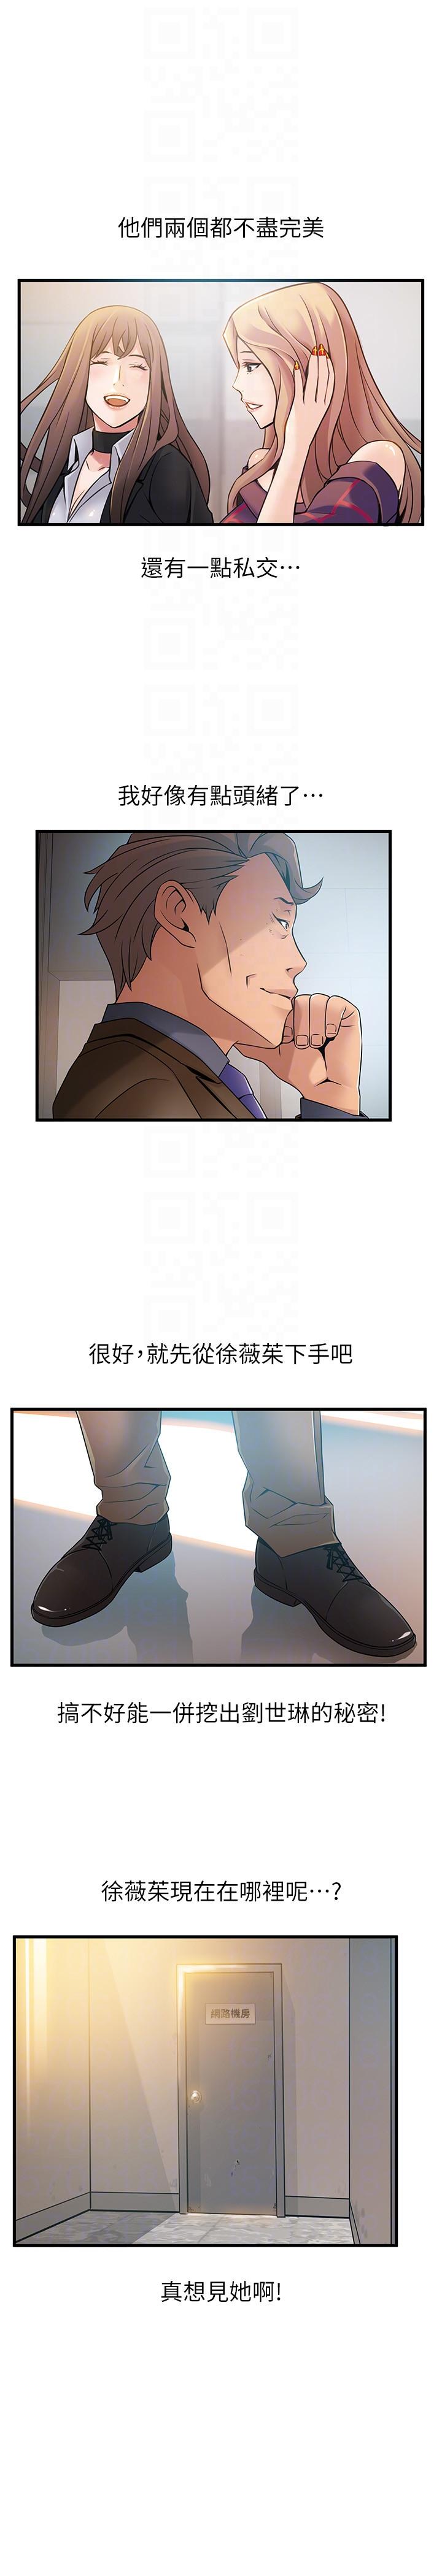 他們兩個都不盡完美
還有一點私交⋯
我好像有點頭緒了⋯
很好，就先從徐薇茱下手吧
搞不好能一併挖出劉世琳的秘密!
徐薇茱現在在哪裡呢⋯?
網路機房
真想見她啊!